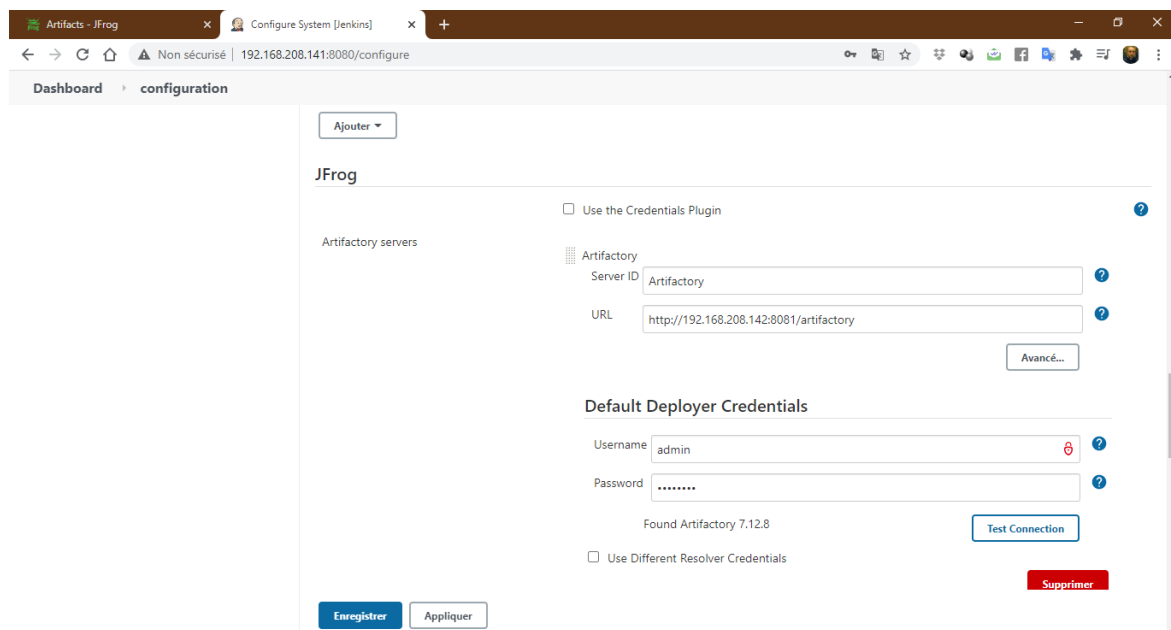 Artifacts - JFrog
Configure System [Jenkins]
Non sécurisé
192.168.208.141:8080/configure
Dashboard
configuration
Ajouter
JFrog
Use the Credentials Plugin
Artifactory servers
Artifactory
Server ID Artifactory
URL http://192.168.208.142:8081/artifactory
Avancé...
Default Deployer Credentials
Username admin
Password ••••••••
Found Artifactory 7.12.8
Test Connection
Use Different Resolver Credentials
Supprimer
Enregistrer Appliquer